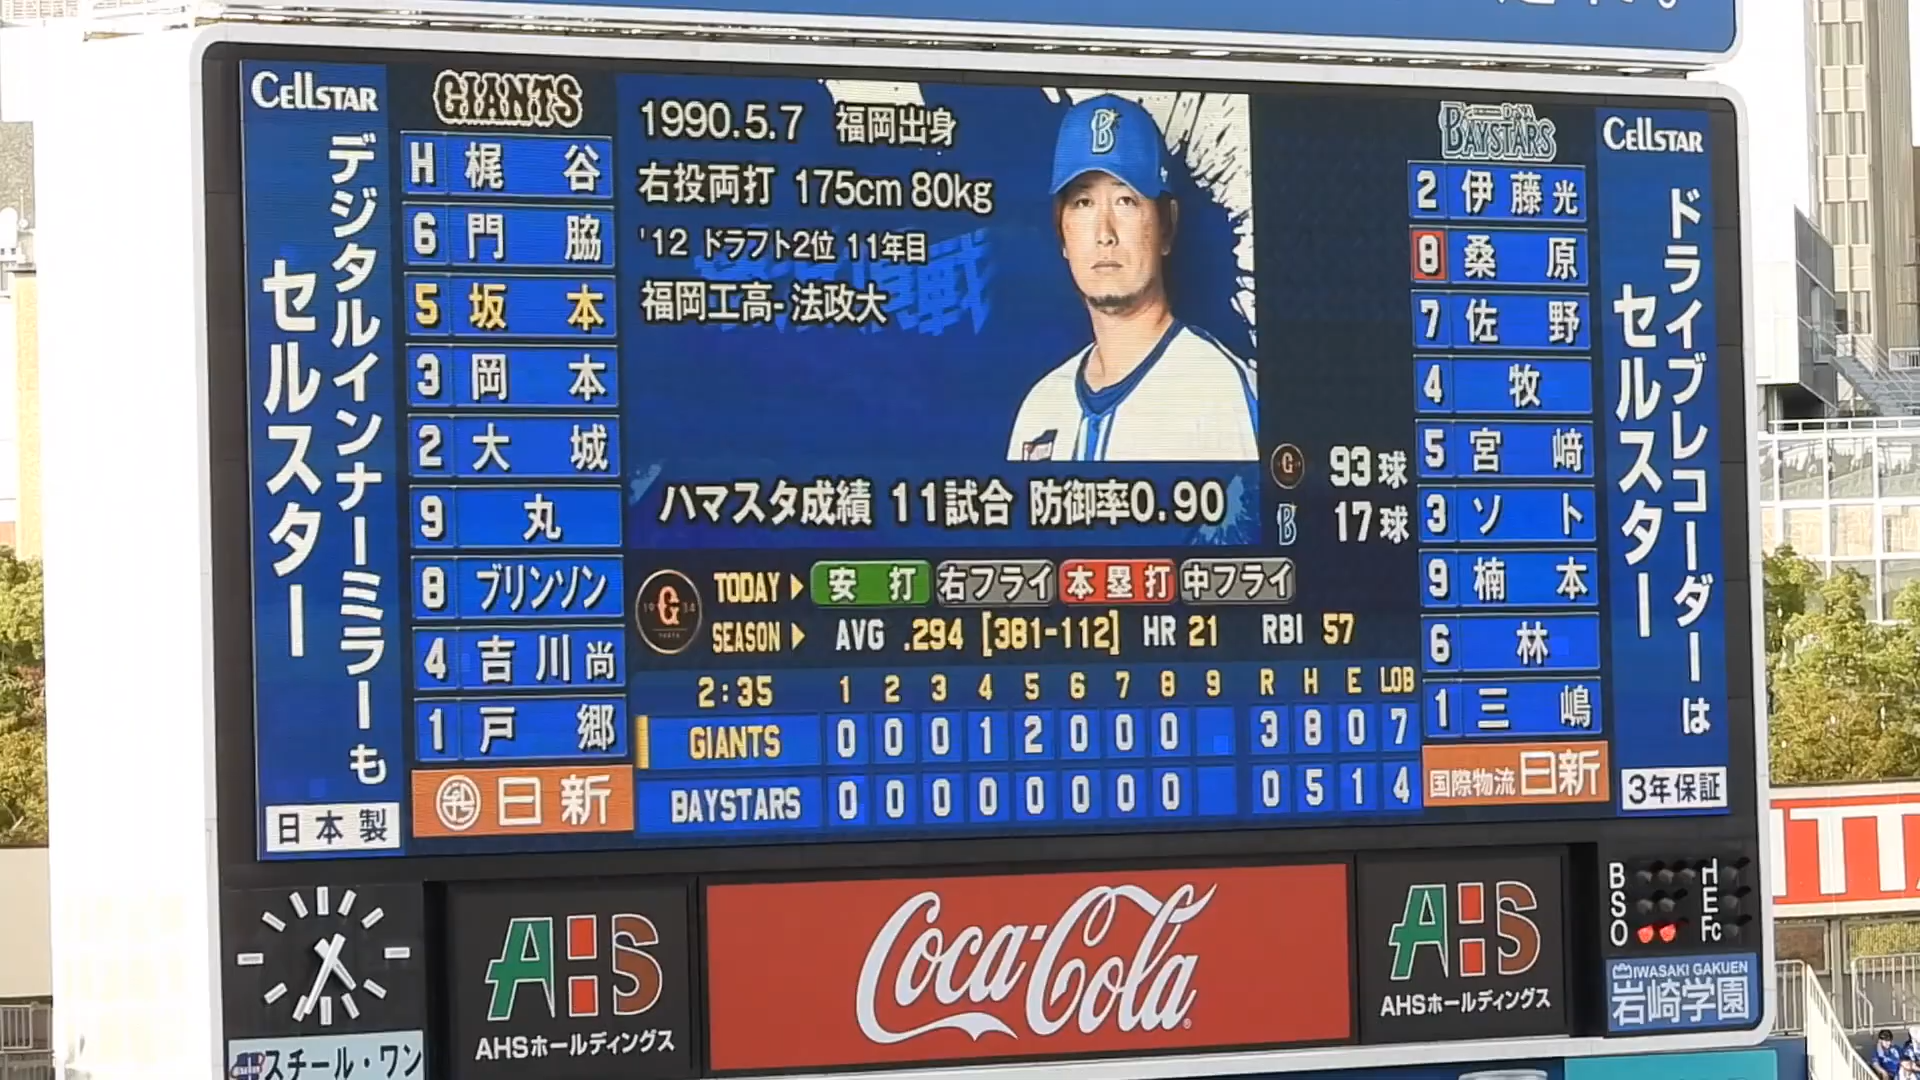 CELLSTAR
デジタルインナーミラーも
セルスター
日本製
GIANTS
H 梶谷
6 門脇
5 坂本
3 岡本
2 大城
9 丸
8 ブリンソン
4 吉川尚
1 戸郷
日新
1990.5.7 福岡出身
右投両打 175cm 80kg
'12 ドラフト2位 11年目
福岡工高-法政大
ハマスタ成績 11試合 防御率0.90
G 93球
B 17球
TODAY 安打 右フライ 本塁打 中フライ
SEASON AVG .294 [381-112] HR 21 RBI 57
2:35 1 2 3 4 5 6 7 8 9 R H E LOB
GIANTS 0 0 0 1 2 0 0 0 3 8 0 7
BAYSTARS 0 0 0 0 0 0 0 0 0 5 1 4
DeNA
BAYSTARS
2 伊藤光
8 桑原
7 佐野
4 牧
5 宮﨑
3 ソト
9 楠本
6 林
1 三嶋
国際物流 日新
CELLSTAR
ドライブレコーダーは
セルスター
3年保証
AHS
AHSホールディングス
Coca-Cola
AHS
AHSホールディングス
B H
S E
O Fc
IWASAKI GAKUEN
岩崎学園
スチール・ワン